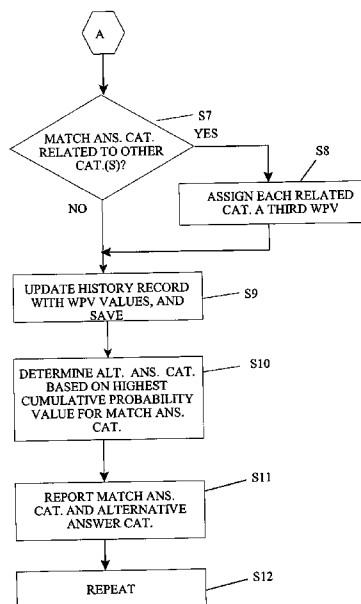 A
S7
MATCH ANS. CAT.
RELATED TO OTHER
CAT.(S)?
YES
S8
NO
ASSIGN EACH RELATED
CAT. A THIRD WPV
UPDATE HISTORY RECORD
WITH WPV VALUES, AND
SAVE
S9
DETERMINE ALT. ANS. CAT.
BASED ON HIGHEST
CUMULATIVE PROBABILITY
VALUE FOR MATCH ANS.
CAT.
S10
REPORT MATCH ANS.
CAT. AND ALTERNATIVE
ANSWER CAT.
S11
REPEAT
S12